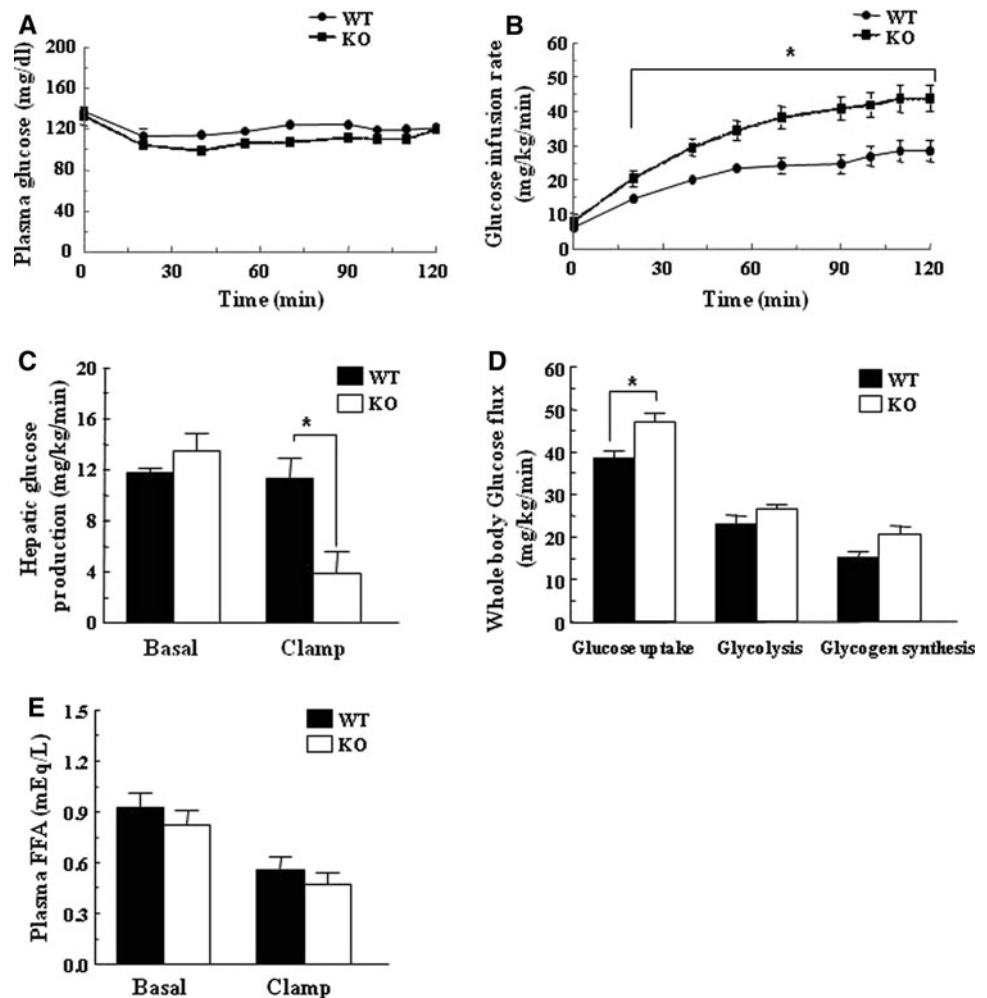 A
WT
KO
Plasma glucose (mg/dl)
200
160
120
80
40
0
0 30 60 90 120
Time (min)
B
WT
KO
*
Glucose infusion rate
(mg/kg/min)
60
50
40
30
20
10
0
0 30 60 90 120
Time (min)
C
WT
KO
*
Hepatic glucose
production (mg/kg/min)
20
16
12
8
4
0
Basal Clamp
D
WT
KO
*
Whole body Glucose flux
(mg/kg/min)
60
50
40
30
20
10
0
Glucose uptake Glycolysis Glycogen synthesis
E
WT
KO
Plasma FFA (mEq/L)
1.5
1.2
0.9
0.6
0.3
0.0
Basal Clamp